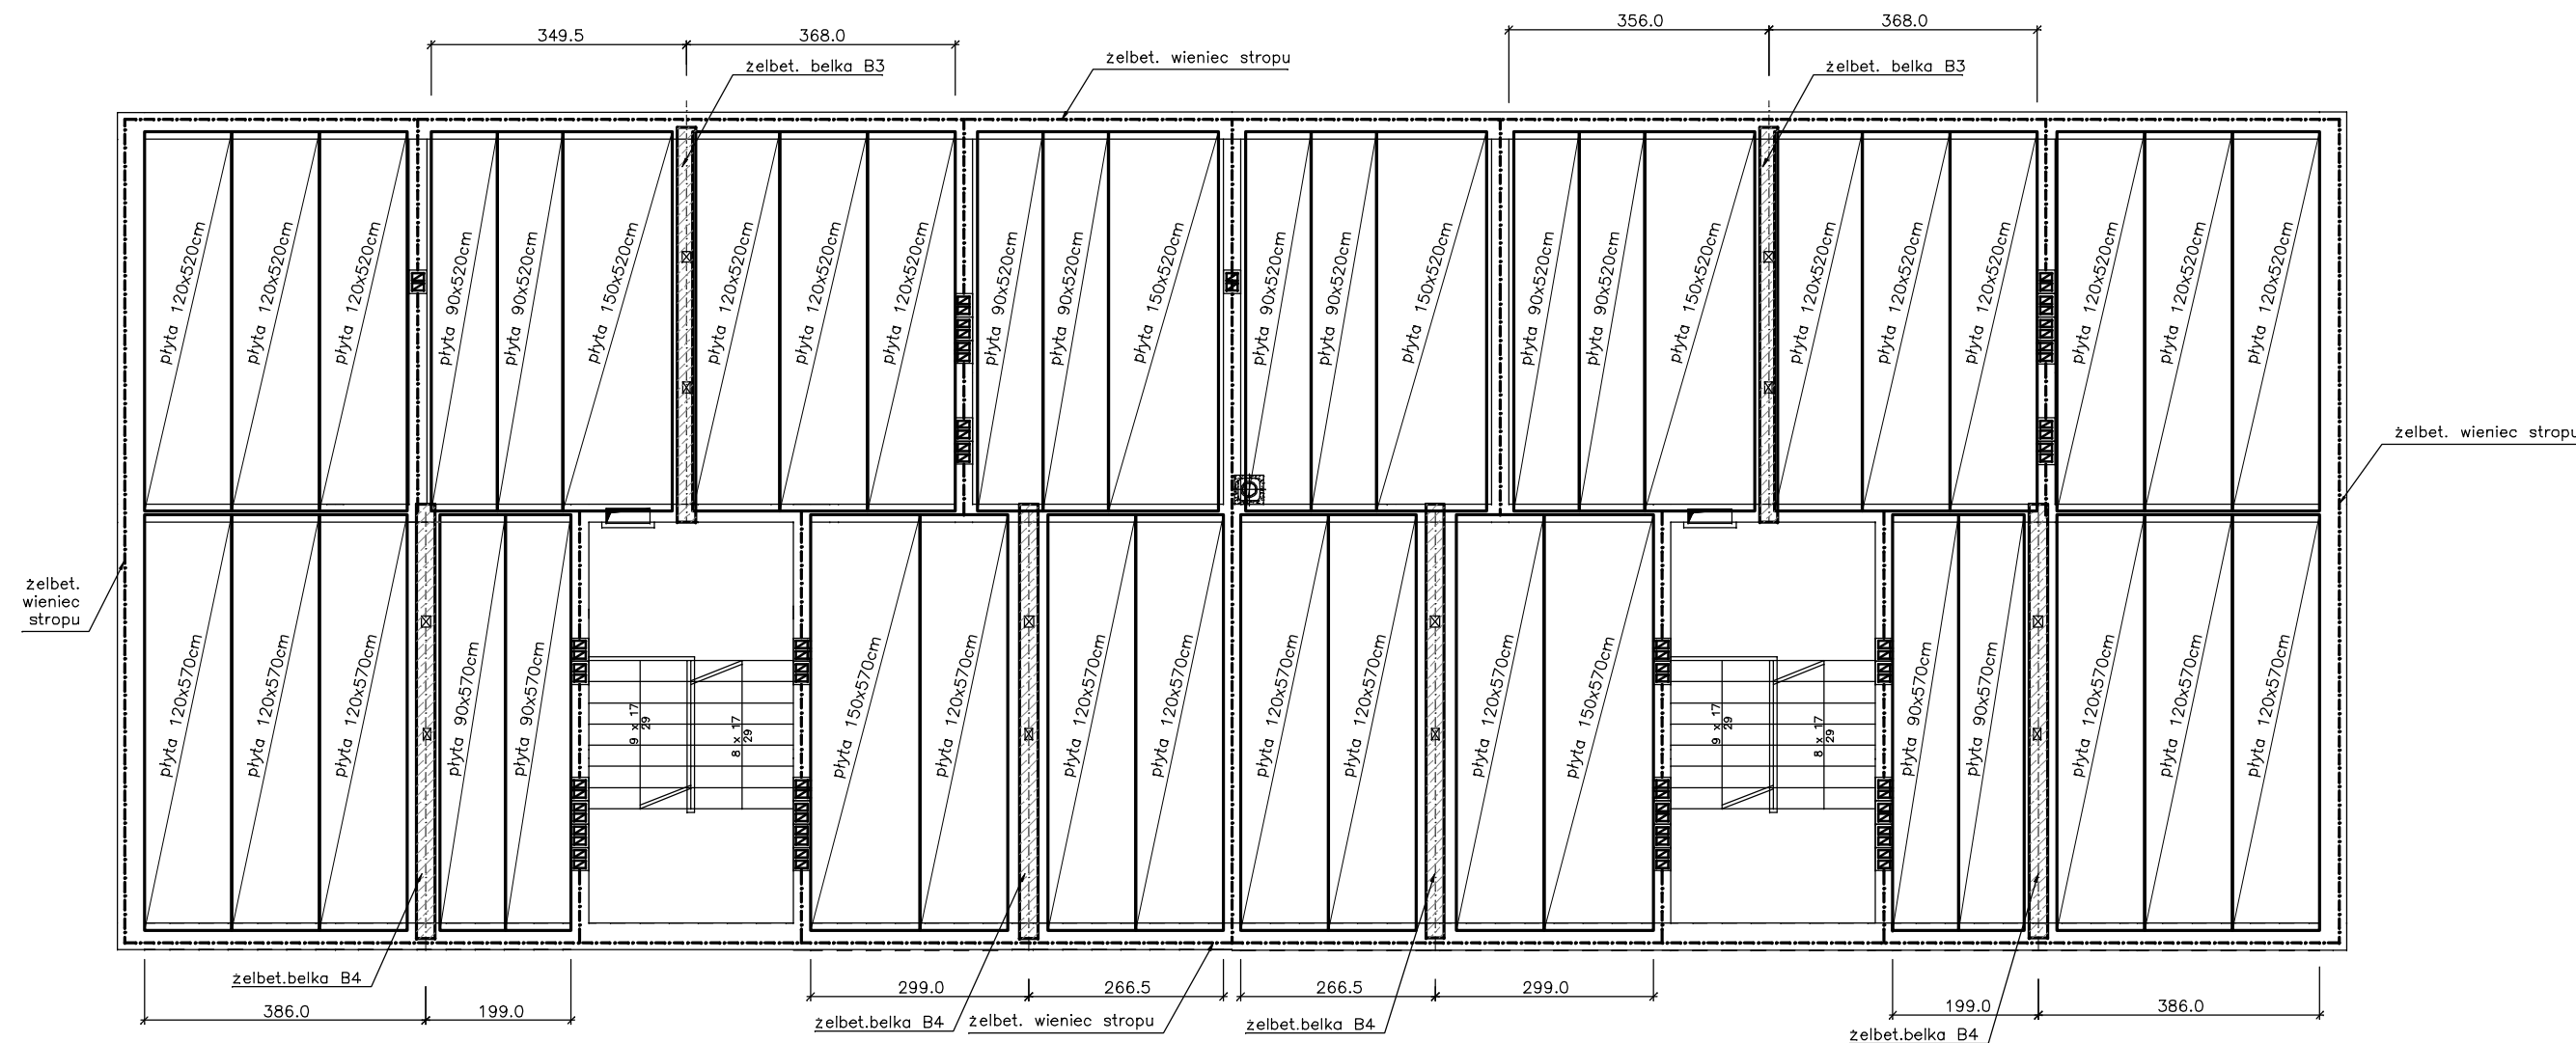 349.5
368.0
356.0
368.0
żelbet. belka B3
żelbet. wieniec stropu
żelbet. belka B3
płyta 120x520cm
płyta 120x520cm
płyta 120x520cm
płyta 90x520cm
płyta 90x520cm
płyta 150x520cm
płyta 120x520cm
płyta 120x520cm
płyta 120x520cm
płyta 90x520cm
płyta 90x520cm
płyta 150x520cm
płyta 90x520cm
płyta 90x520cm
płyta 150x520cm
płyta 90x520cm
płyta 90x520cm
płyta 150x520cm
płyta 120x520cm
płyta 120x520cm
płyta 120x520cm
płyta 120x520cm
płyta 120x520cm
płyta 120x520cm
żelbet. wieniec stropu
żelbet.
wieniec
stropu
płyta 120x570cm
płyta 120x570cm
płyta 120x570cm
płyta 90x570cm
płyta 90x570cm
9 x 17
29
8 x 17
29
płyta 150x570cm
płyta 120x570cm
płyta 120x570cm
płyta 120x570cm
płyta 120x570cm
płyta 120x570cm
płyta 120x570cm
płyta 150x570cm
9 x 17
29
8 x 17
29
płyta 90x570cm
płyta 90x570cm
płyta 120x570cm
płyta 120x570cm
płyta 120x570cm
żelbet.belka B4
386.0
199.0
299.0
266.5
266.5
299.0
199.0
386.0
żelbet.belka B4
żelbet. wieniec stropu
żelbet.belka B4
żelbet.belka B4